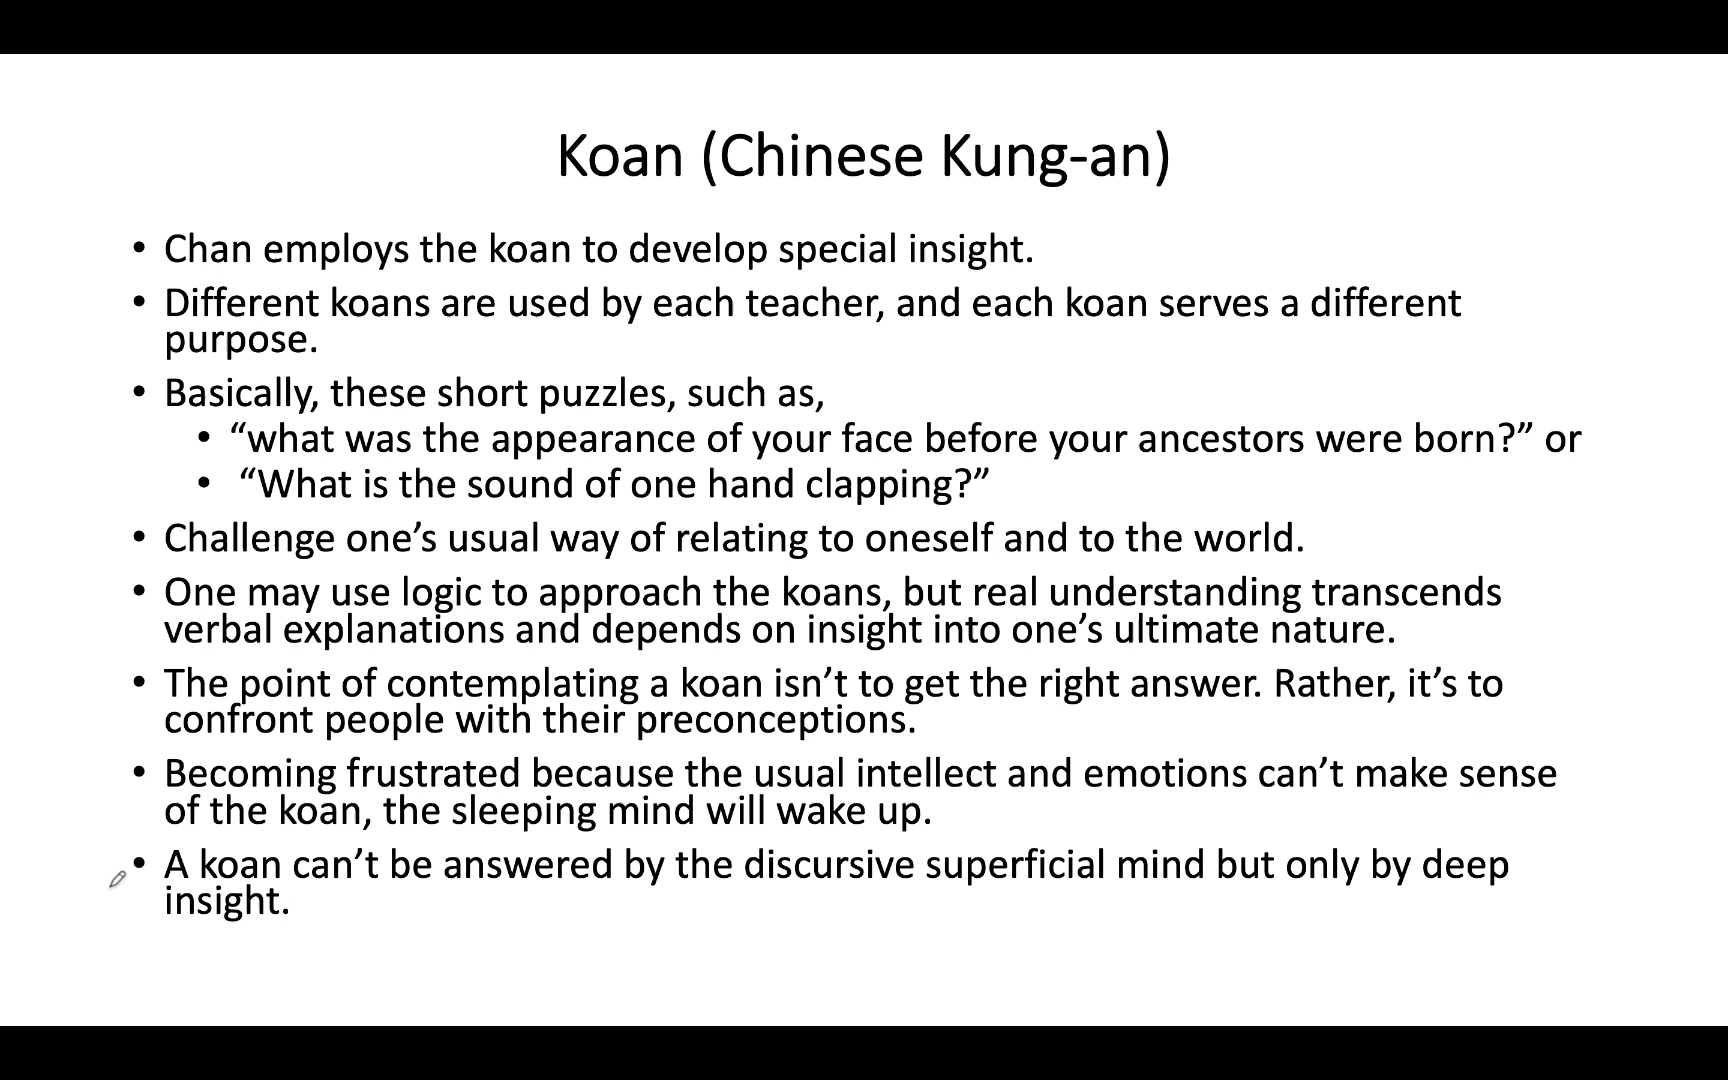 Koan (Chinese Kung-an)
• Chan employs the koan to develop special insight.
• Different koans are used by each teacher, and each koan serves a different
purpose.
• Basically, these short puzzles, such as,
• “what was the appearance of your face before your ancestors were born?” or
• “What is the sound of one hand clapping?”
• Challenge one’s usual way of relating to oneself and to the world.
• One may use logic to approach the koans, but real understanding transcends
verbal explanations and depends on insight into one’s ultimate nature.
• The point of contemplating a koan isn’t to get the right answer. Rather, it’s to
confront people with their preconceptions.
• Becoming frustrated because the usual intellect and emotions can’t make sense
of the koan, the sleeping mind will wake up.
• A koan can’t be answered by the discursive superficial mind but only by deep
insight.